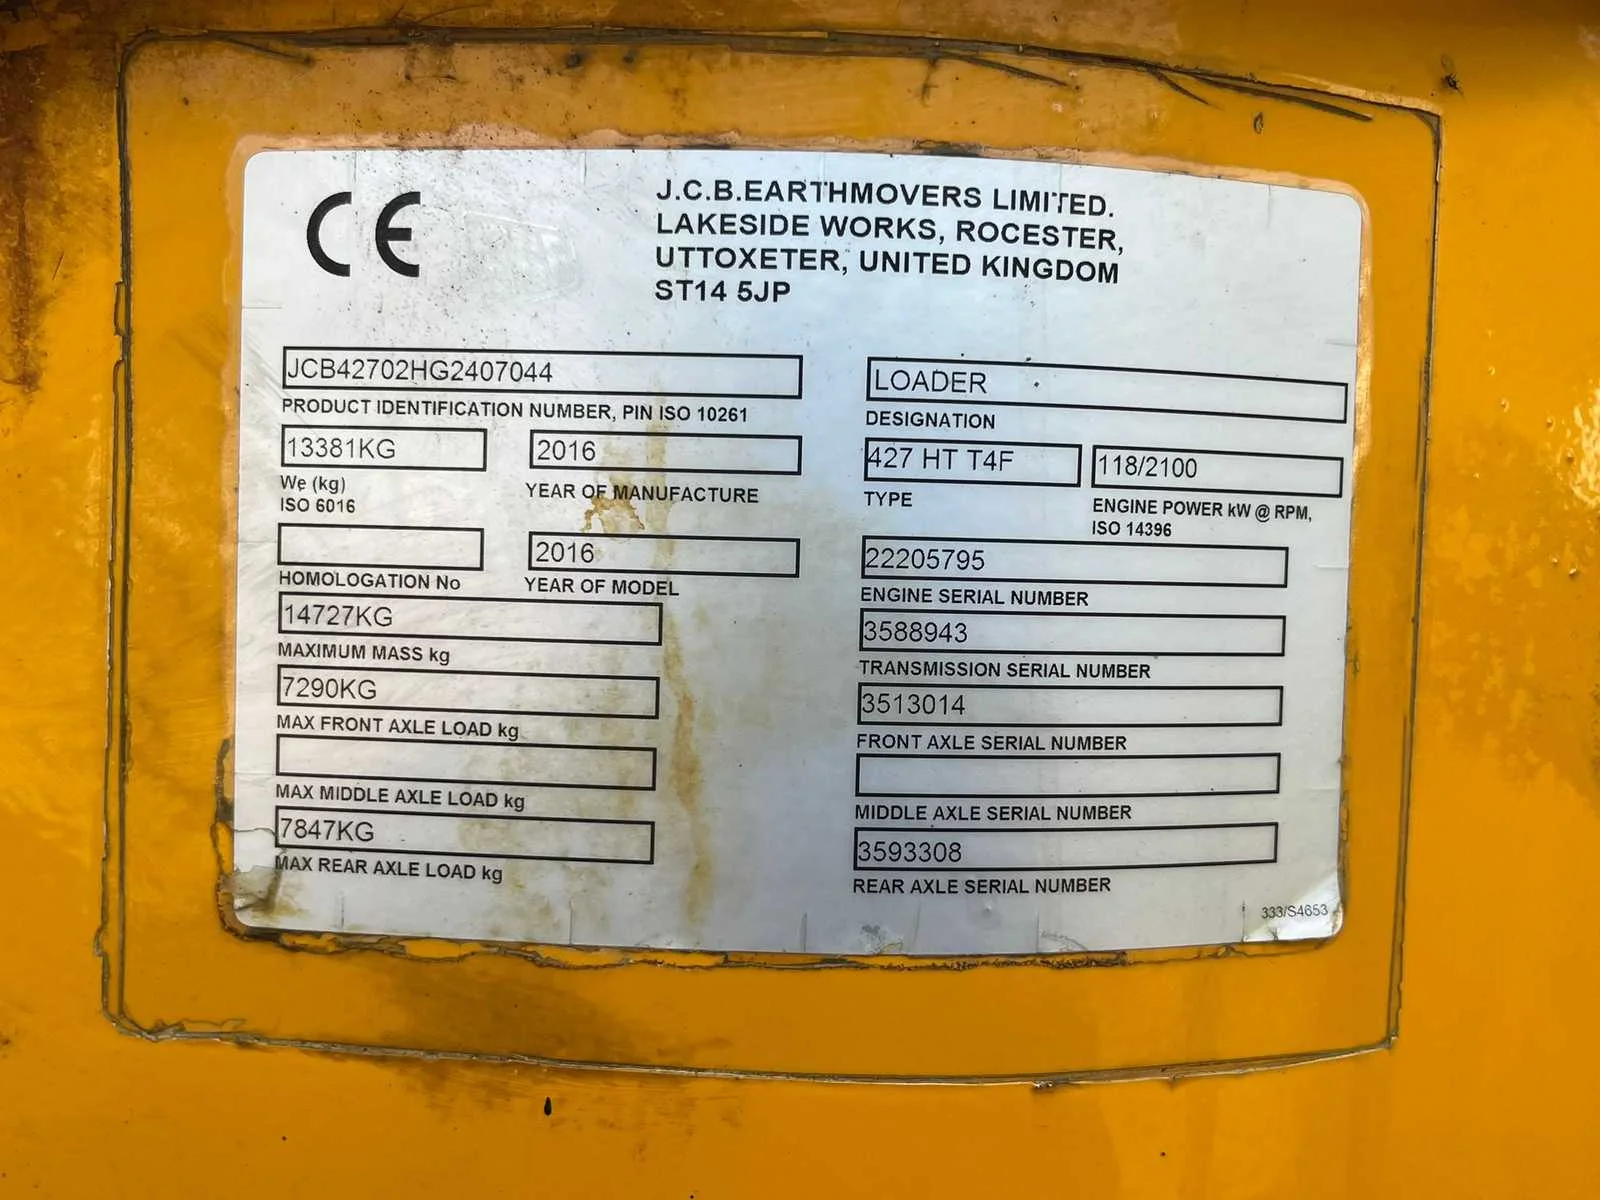 CE
J.C.B.EARTHMOVERS LIMITED.
LAKESIDE WORKS, ROCESTER,
UTTOXETER, UNITED KINGDOM
ST14 5JP
JCB42702HG2407044
PRODUCT IDENTIFICATION NUMBER, PIN ISO 10261
13381KG
We (kg)
ISO 6016
2016
YEAR OF MANUFACTURE
HOMOLOGATION No
2016
YEAR OF MODEL
14727KG
MAXIMUM MASS kg
7290KG
MAX FRONT AXLE LOAD kg
MAX MIDDLE AXLE LOAD kg
7847KG
MAX REAR AXLE LOAD kg
LOADER
DESIGNATION
427 HT T4F
TYPE
118/2100
ENGINE POWER kW @ RPM,
ISO 14396
22205795
ENGINE SERIAL NUMBER
3588943
TRANSMISSION SERIAL NUMBER
3513014
FRONT AXLE SERIAL NUMBER
MIDDLE AXLE SERIAL NUMBER
3593308
REAR AXLE SERIAL NUMBER
333/S4653